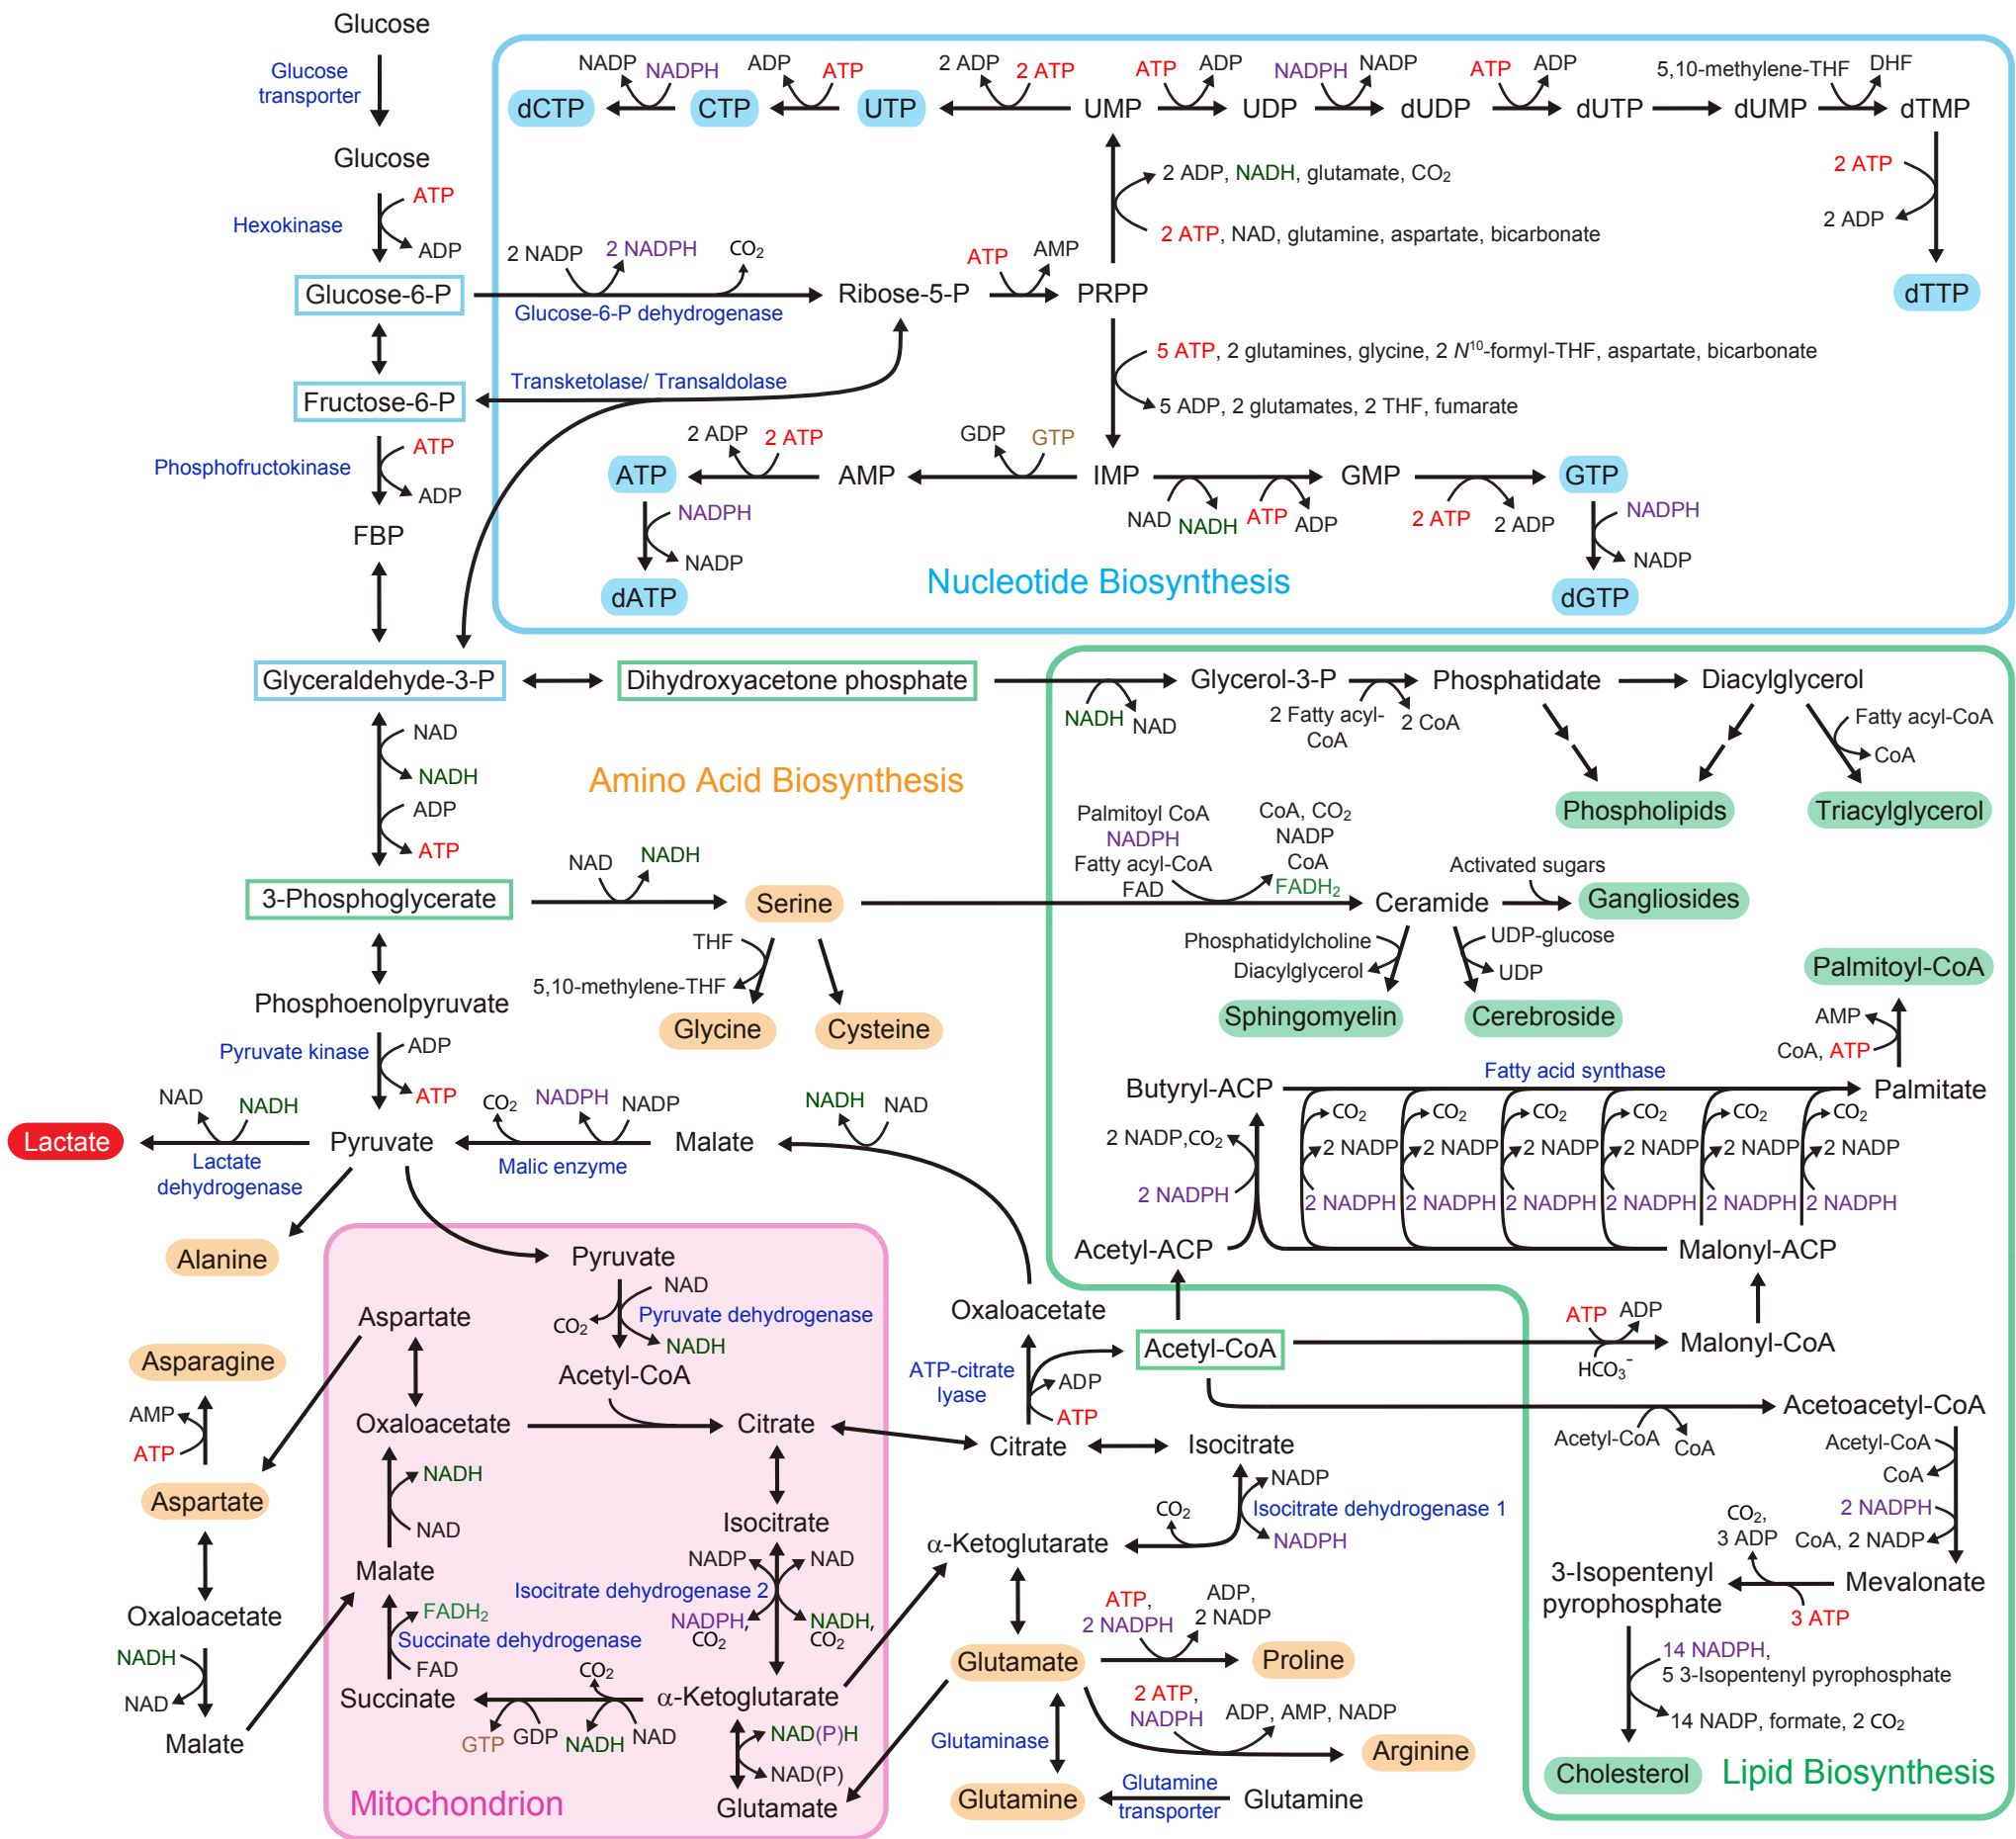 Glucose
Glucose
transporter
Glucose
ATP
Hexokinase
ADP
Glucose-6-P
2 NADP
2 NADPH
CO₂
Glucose-6-P dehydrogenase
Ribose-5-P
ATP
AMP
PRPP
Fructose-6-P
Transketolase/ Transaldolase
ATP
Phosphofructokinase
ADP
FBP
NADP
NADPH
ADP
ATP
2 ADP
2 ATP
ATP
ADP
NADPH
NADP
ATP
ADP
5,10-methylene-THF
DHF
dCTP
CTP
UTP
UMP
UDP
dUDP
dUTP
dUMP
dTMP
2 ADP, NADH, glutamate, CO₂
2 ATP, NAD, glutamine, aspartate, bicarbonate
2 ATP
2 ADP
dTTP
5 ATP, 2 glutamines, glycine, 2 N¹⁰-formyl-THF, aspartate, bicarbonate
5 ADP, 2 glutamates, 2 THF, fumarate
2 ADP
2 ATP
GDP
GTP
ATP
AMP
IMP
GMP
GTP
NAD
NADH
ATP
ADP
2 ATP
2 ADP
NADPH
NADP
dATP
NADPH
NADP
dGTP
Nucleotide Biosynthesis
Glyceraldehyde-3-P
Dihydroxyacetone phosphate
NADH
NAD
Glycerol-3-P
2 Fatty acyl-
CoA
2 CoA
Phosphatidate
Diacylglycerol
Fatty acyl-CoA
CoA
Phospholipids
Triacylglycerol
NAD
NADH
ADP
ATP
Amino Acid Biosynthesis
3-Phosphoglycerate
NAD
NADH
Serine
THF
5,10-methylene-THF
Glycine
Cysteine
Palmitoyl CoA
NADPH
Fatty acyl-CoA
FAD
CoA, CO₂
NADP
CoA
FADH₂
Ceramide
Activated sugars
Gangliosides
Phosphatidylcholine
Diacylglycerol
UDP-glucose
UDP
Sphingomyelin
Cerebroside
Palmitoyl-CoA
AMP
CoA, ATP
Phosphoenolpyruvate
Pyruvate kinase
ADP
ATP
NAD
NADH
Lactate
Lactate
dehydrogenase
Pyruvate
CO₂
NADPH
NADP
Malic enzyme
Malate
NADH
NAD
Alanine
Butyryl-ACP
Fatty acid synthase
Palmitate
2 NADP,CO₂
2 NADPH
CO₂
CO₂
CO₂
CO₂
CO₂
CO₂
2 NADP
2 NADP
2 NADP
2 NADP
2 NADP
2 NADP
2 NADPH
2 NADPH
2 NADPH
2 NADPH
2 NADPH
2 NADPH
Acetyl-ACP
Malonyl-ACP
Pyruvate
NAD
Pyruvate dehydrogenase
CO₂
NADH
Acetyl-CoA
Aspartate
Oxaloacetate
Citrate
NADH
NAD
Malate
FADH₂
Succinate dehydrogenase
FAD
Succinate
Isocitrate
NADP
NAD
Isocitrate dehydrogenase 2
NADPH,
CO₂
NADH,
CO₂
α-Ketoglutarate
CO₂
GTP
GDP
NADH
NAD
NAD(P)H
NAD(P)
Glutamate
Mitochondrion
Asparagine
AMP
ATP
Aspartate
Oxaloacetate
NADH
NAD
Malate
Oxaloacetate
ATP-citrate
lyase
ADP
ATP
Citrate
Acetyl-CoA
Isocitrate
NADP
Isocitrate dehydrogenase 1
NADPH
CO₂
α-Ketoglutarate
ATP,
2 NADPH
ADP,
2 NADP
Glutamate
Proline
2 ATP,
NADPH
ADP, AMP, NADP
Arginine
Glutaminase
Glutamine
Glutamine
transporter
Glutamine
ATP
ADP
HCO₃⁻
Malonyl-CoA
Acetoacetyl-CoA
Acetyl-CoA
CoA
Acetyl-CoA
CoA
2 NADPH
CoA, 2 NADP
Mevalonate
CO₂,
3 ADP
3 ATP
3-Isopentenyl
pyrophosphate
14 NADPH,
5 3-Isopentenyl pyrophosphate
14 NADP, formate, 2 CO₂
Cholesterol
Lipid Biosynthesis